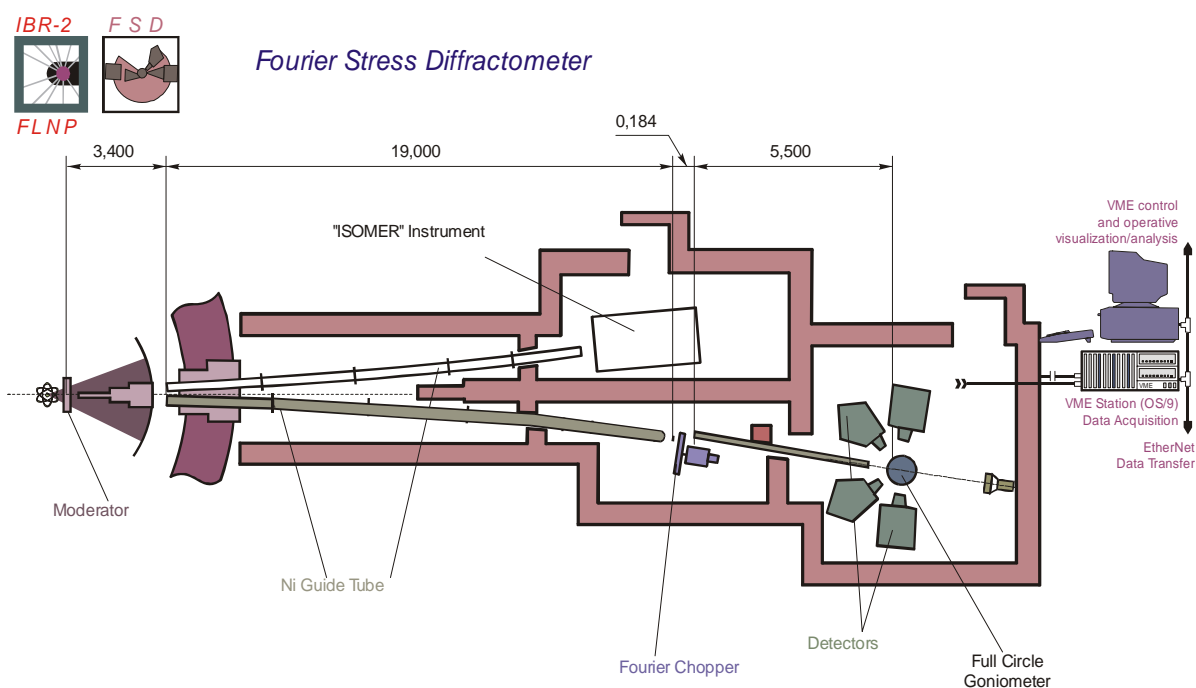 IBR-2
F S D
Fourier Stress Diffractometer
FLNP
0,184
3,400
19,000
5,500
VME control
and operative
visualization/analysis
"ISOMER" Instrument
VME
VME Station (OS/9)
Data Acquisition
EtherNet
Data Transfer
Moderator
Ni Guide Tube
Detectors
Fourier Chopper
Full Circle
Goniometer